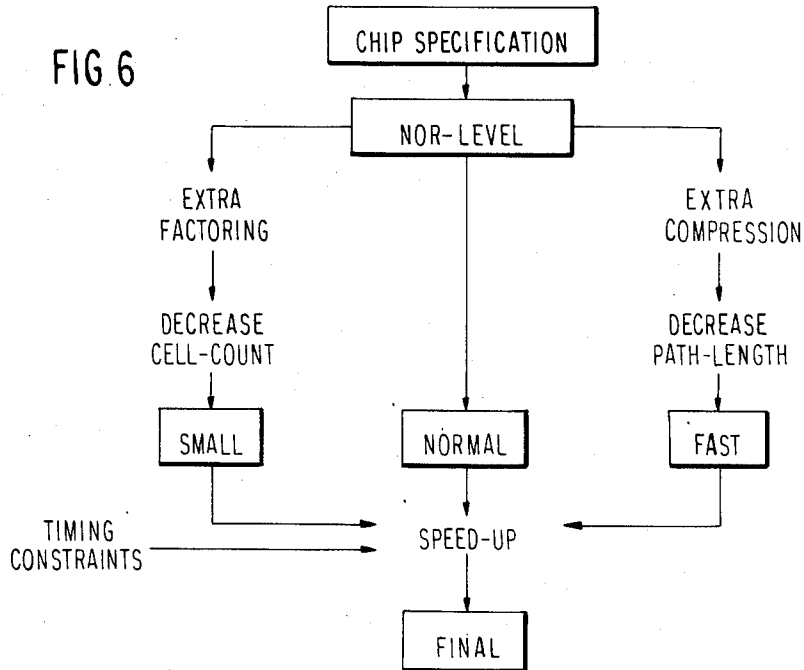 FIG. 6
CHIP SPECIFICATION
NOR-LEVEL
EXTRA
FACTORING
EXTRA
COMPRESSION
DECREASE
CELL-COUNT
DECREASE
PATH-LENGTH
SMALL
NORMAL
FAST
TIMING
CONSTRAINTS
SPEED-UP
FINAL